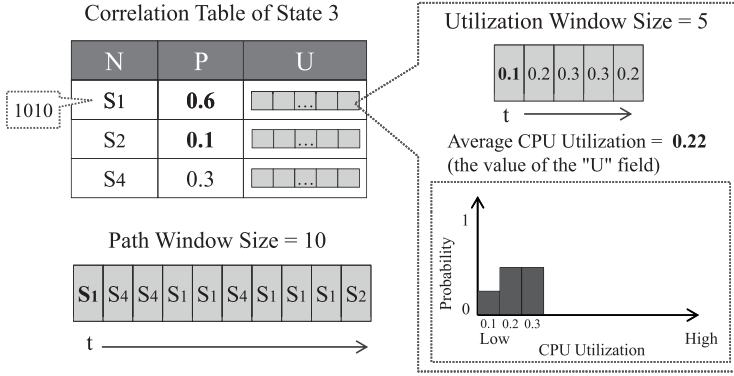 Correlation Table of State 3
N P U
1010
S1 0.6 ...
S2 0.1 ...
S4 0.3 ...
Path Window Size = 10
S1 S4 S4 S1 S1 S4 S1 S1 S1 S2
t
Utilization Window Size = 5
0.1 0.2 0.3 0.3 0.2
t
Average CPU Utilization = 0.22
(the value of the "U" field)
1
Probability
0
0.1 0.2 0.3
Low High
CPU Utilization